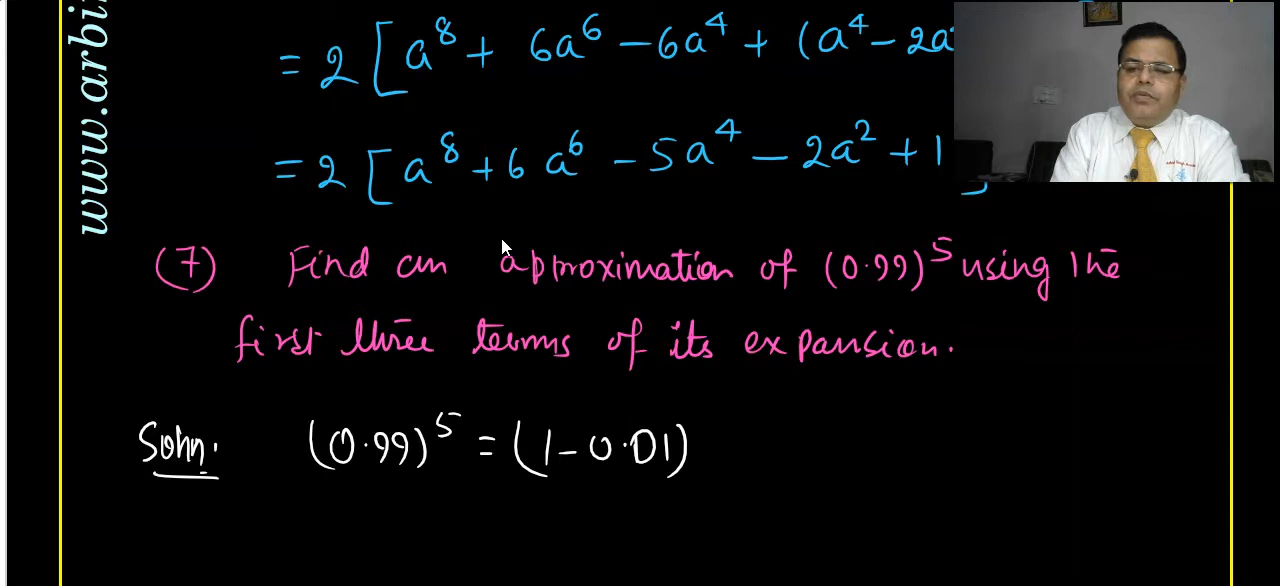 = 2 [ a⁸ + 6a⁶ - 6a⁴ + (a⁴ - 2a
= 2 [ a⁸ + 6a⁶ - 5a⁴ - 2a² + 1 ]
(7) Find an approximation of (0.99)⁵ using the
first three terms of its expansion.
Soln. (0.99)⁵ = (1 - 0.01)
www.arbi